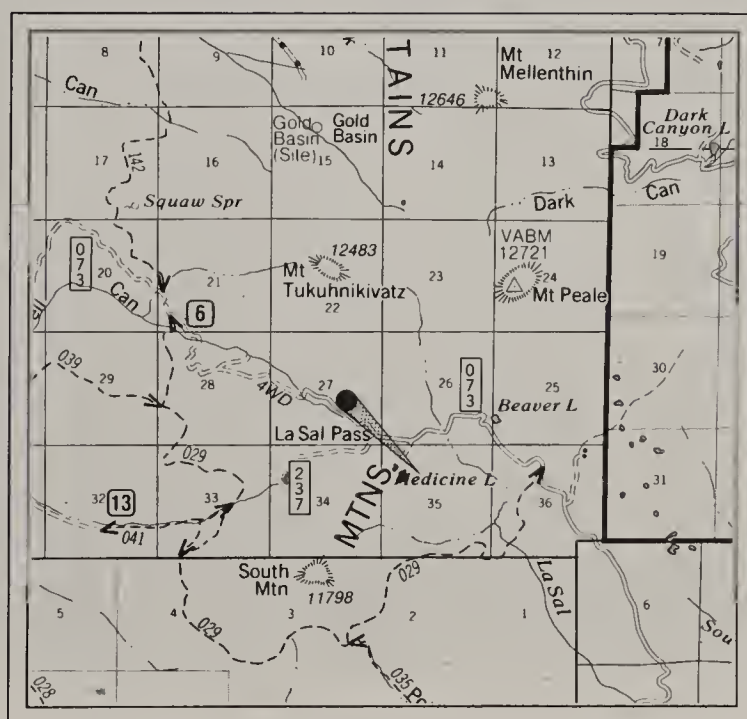 8
9
10
TAINS
11
12
Mt
Mellenthin
7
12646
Can
Gold
Basin
(Site)
15
Gold
Basin
Dark
Canyon L
18
17
142
16
14
13
Can
Squaw Spr
Dark
073
20
21
12483
Mt
Tukuhnikivatz
22
23
VABM
12721
24
Mt Peale
19
Can
6
039
29
28
4WD
27
26
073
25
Beaver L
30
La Sal Pass
029
237
MTNS
Medicine L
32
13
33
34
35
36
31
041
South
Mtn
11798
029
La Sal
5
4
3
2
1
6
029
Sou
028
035